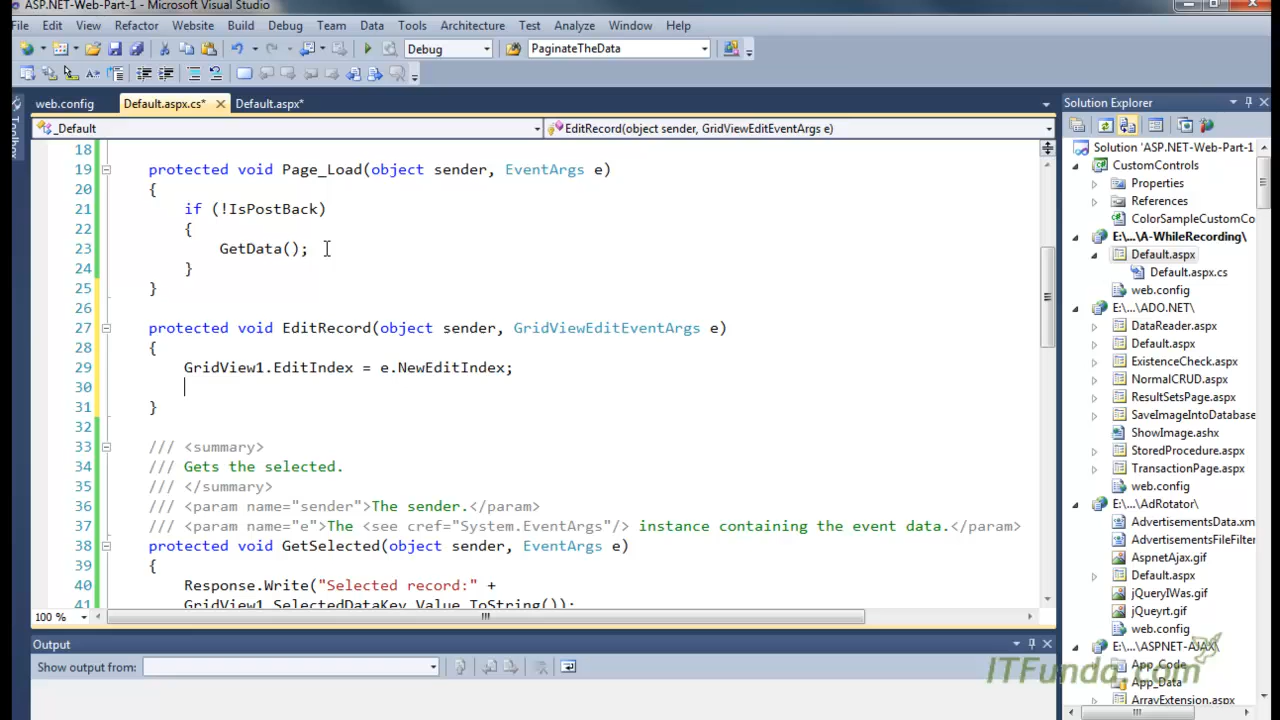 ASP.NET-Web-Part-1 - Microsoft Visual Studio
File Edit View Refactor Website Build Debug Team Data Tools Architecture Test Analyze Window Help
Debug PaginateTheData
web.config Default.aspx.cs* Default.aspx*
_Default EditRecord(object sender, GridViewEditEventArgs e)
Toolbox
18
19 protected void Page_Load(object sender, EventArgs e)
20 {
21 if (!IsPostBack)
22 {
23 GetData();
24 }
25 }
26
27 protected void EditRecord(object sender, GridViewEditEventArgs e)
28 {
29 GridView1.EditIndex = e.NewEditIndex;
30
31 }
32
33 /// <summary>
34 /// Gets the selected.
35 /// </summary>
36 /// <param name="sender">The sender.</param>
37 /// <param name="e">The <see cref="System.EventArgs"/> instance containing the event data.</param>
38 protected void GetSelected(object sender, EventArgs e)
39 {
40 Response.Write("Selected record:" +
41 GridView1.SelectedDataKey.Value.ToString());
100 %
Output
Show output from:
Solution Explorer
Solution 'ASP.NET-Web-Part-1
CustomControls
Properties
References
ColorSampleCustomCo
E:\...\A-WhileRecording\
Default.aspx
Default.aspx.cs
web.config
E:\...\ADO.NET\
DataReader.aspx
Default.aspx
ExistenceCheck.aspx
NormalCRUD.aspx
ResultSetsPage.aspx
SaveImageIntoDatabase
ShowImage.ashx
StoredProcedure.aspx
TransactionPage.aspx
web.config
E:\...\AdRotator\
AdvertisementsData.xm
AdvertisementsFileFilter
AspnetAjax.gif
Default.aspx
jQueryIWas.gif
jQueyrt.gif
web.config
E:\...\ASPNET-AJAX\
App_Code
App_Data
ArrayExtension.aspx
ITFunda.com